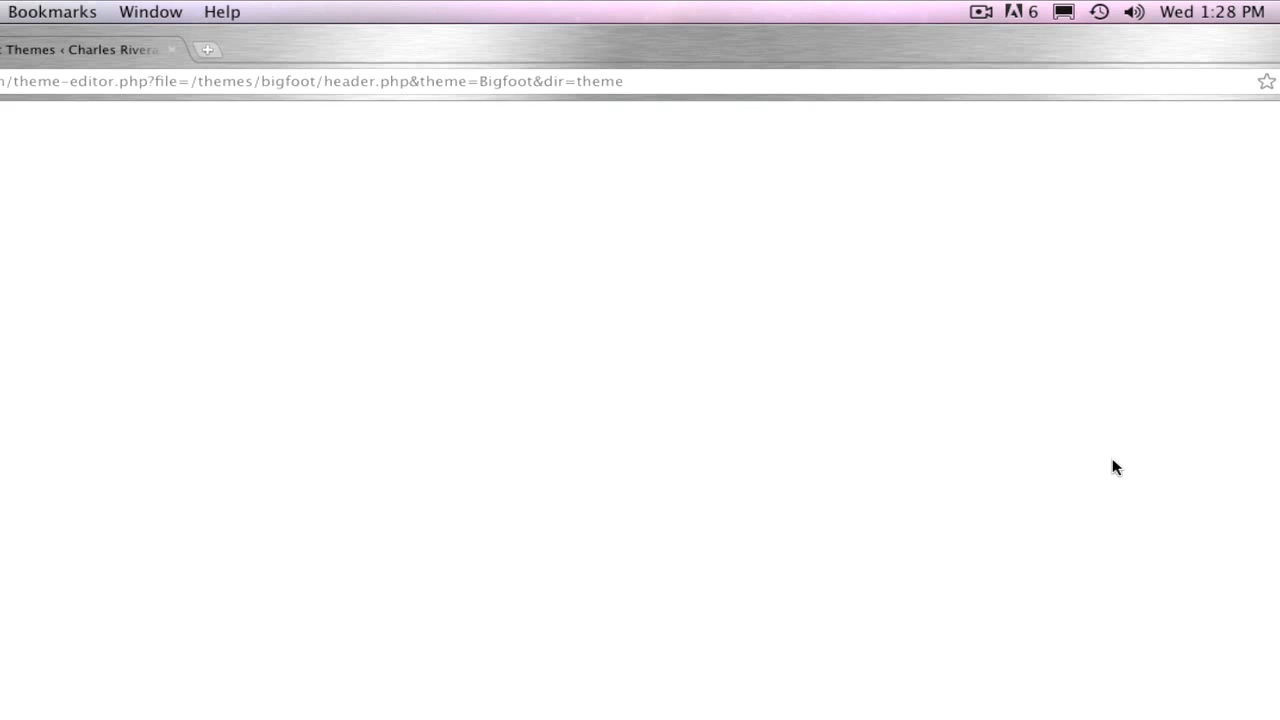 Bookmarks Window Help 6 Wed 1:28 PM
: Themes ‹ Charles Rivera
/theme-editor.php?file=/themes/bigfoot/header.php&theme=Bigfoot&dir=theme